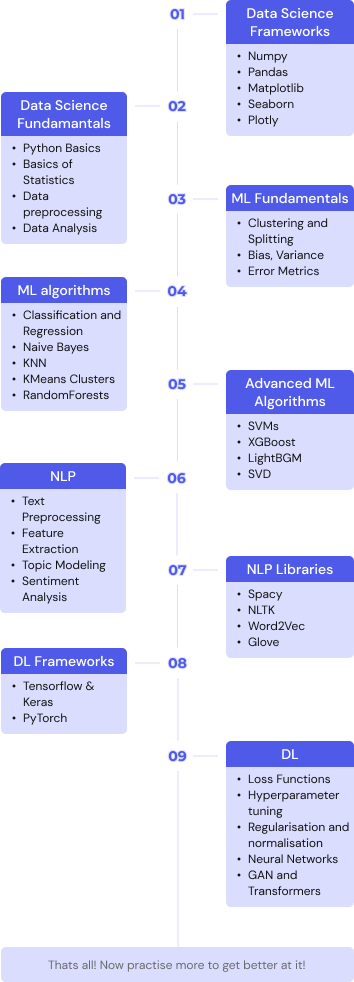 01
Data Science
Frameworks
• Numpy
• Pandas
• Matplotlib
• Seaborn
• Plotly
02
Data Science
Fundamantals
• Python Basics
• Basics of
Statistics
• Data
preprocessing
• Data Analysis
03
ML Fundamentals
• Clustering and
Splitting
• Bias, Variance
• Error Metrics
04
ML algorithms
• Classification and
Regression
• Naive Bayes
• KNN
• KMeans Clusters
• RandomForests
05
Advanced ML
Algorithms
• SVMs
• XGBoost
• LightBGM
• SVD
06
NLP
• Text
Preprocessing
• Feature
Extraction
• Topic Modeling
• Sentiment
Analysis
07
NLP Libraries
• Spacy
• NLTK
• Word2Vec
• Glove
08
DL Frameworks
• Tensorflow &
Keras
• PyTorch
09
DL
• Loss Functions
• Hyperparameter
tuning
• Regularisation and
normalisation
• Neural Networks
• GAN and
Transformers
Thats all! Now practise more to get better at it!